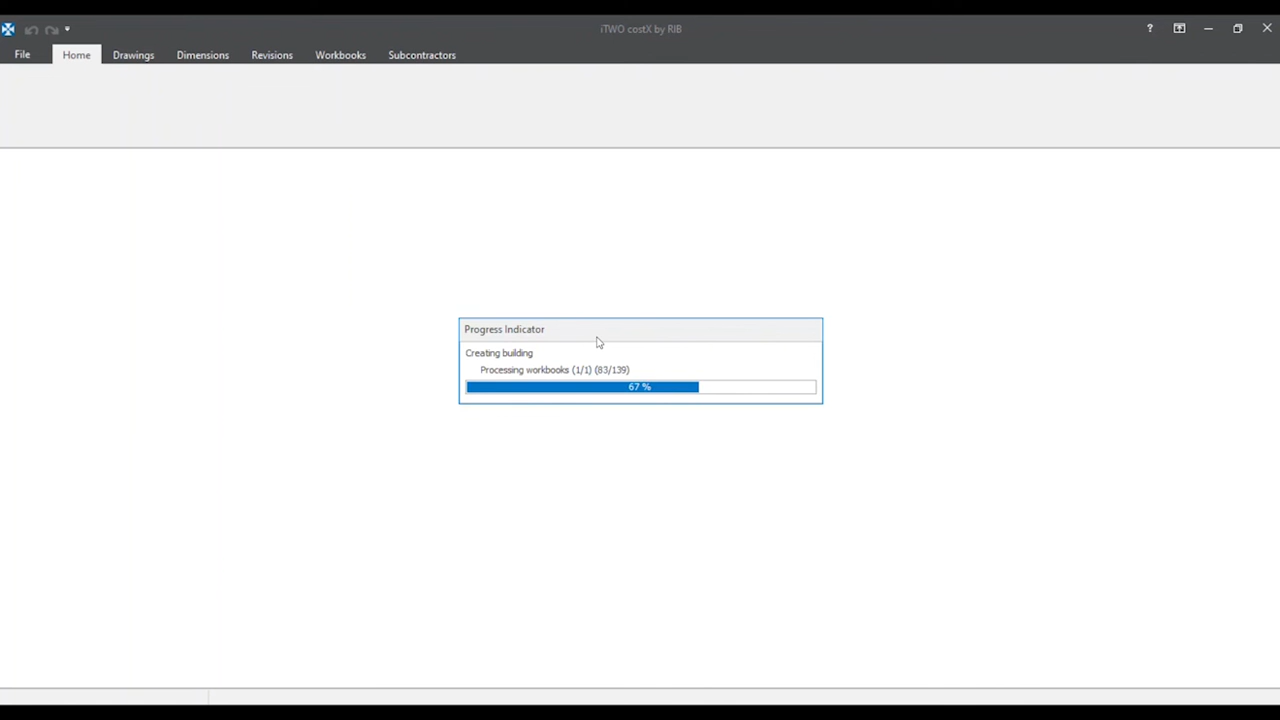 iTWO costX by RIB
?
File Home Drawings Dimensions Revisions Workbooks Subcontractors
Progress Indicator
Creating building
Processing workbooks (1/1) (83/139)
67 %